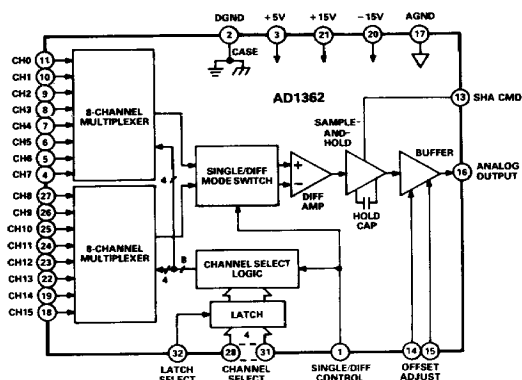 DGND +5V +15V −15V AGND
2 3 21 20 17
CASE
AD1362
CH0 11
CH1 10
CH2 9
CH3 8
CH4 7
CH5 6
CH6 5
CH7 4
8-CHANNEL
MULTIPLEXER
4
SINGLE/DIFF
MODE SWITCH
+
−
DIFF
AMP
SAMPLE-
AND-
HOLD
HOLD
CAP
BUFFER
13 SHA CMD
16 ANALOG
OUTPUT
CH8 27
CH9 26
CH10 25
CH11 24
CH12 23
CH13 22
CH14 19
CH15 18
8-CHANNEL
MULTIPLEXER
4
8
CHANNEL SELECT
LOGIC
LATCH
4
32 28 31 1 14 15
LATCH
SELECT
CHANNEL
SELECT
SINGLE/DIFF
CONTROL
OFFSET
ADJUST